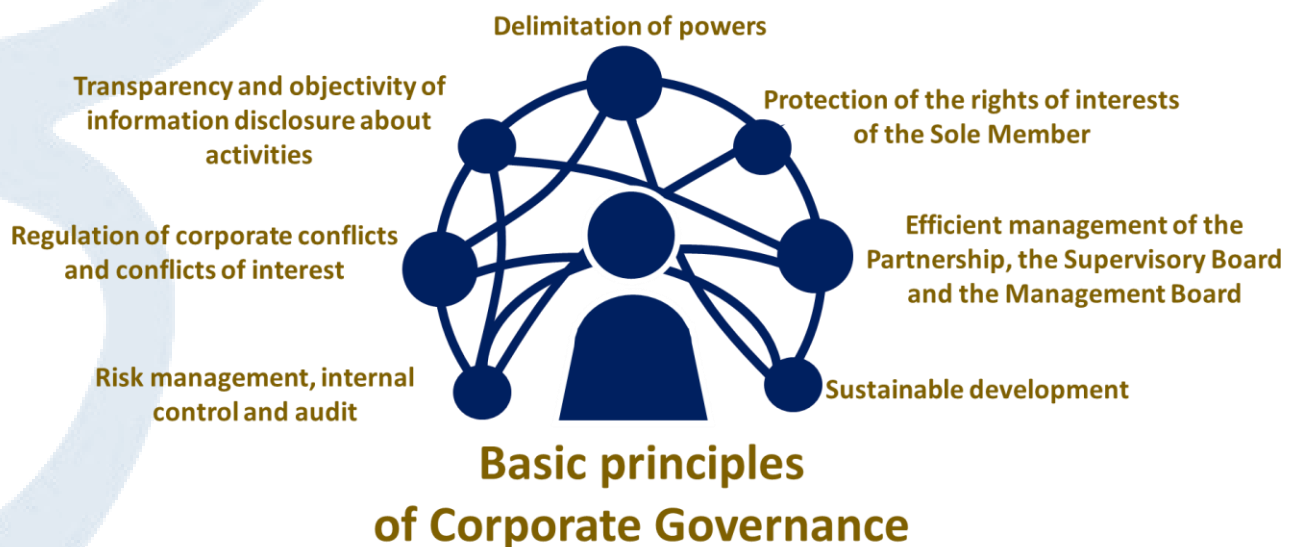 Delimitation of powers
Transparency and objectivity of
information disclosure about
activities
Protection of the rights of interests
of the Sole Member
Regulation of corporate conflicts
and conflicts of interest
Efficient management of the
Partnership, the Supervisory Board
and the Management Board
Risk management, internal
control and audit
Sustainable development
Basic principles
of Corporate Governance